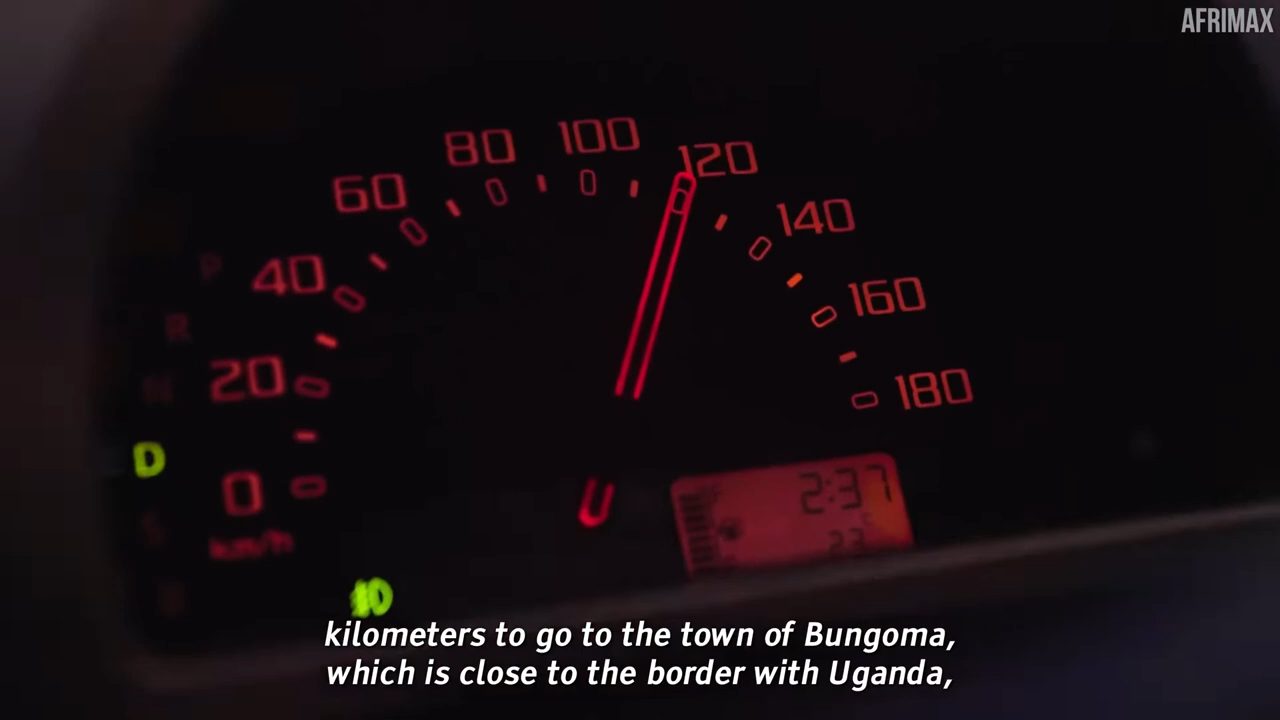 AFRIMAX
100
80
120
60
140
40
P
160
R
20
180
N
D
2:37
0
S
km/h
kilometers to go to the town of Bungoma,
which is close to the border with Uganda,